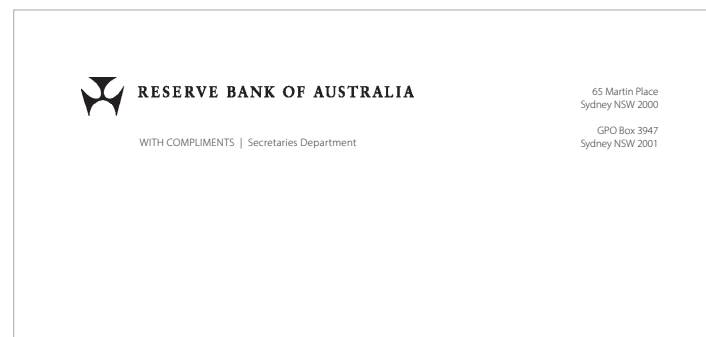 RESERVE BANK OF AUSTRALIA
WITH COMPLIMENTS | Secretaries Department
65 Martin Place
Sydney NSW 2000
GPO Box 3947
Sydney NSW 2001